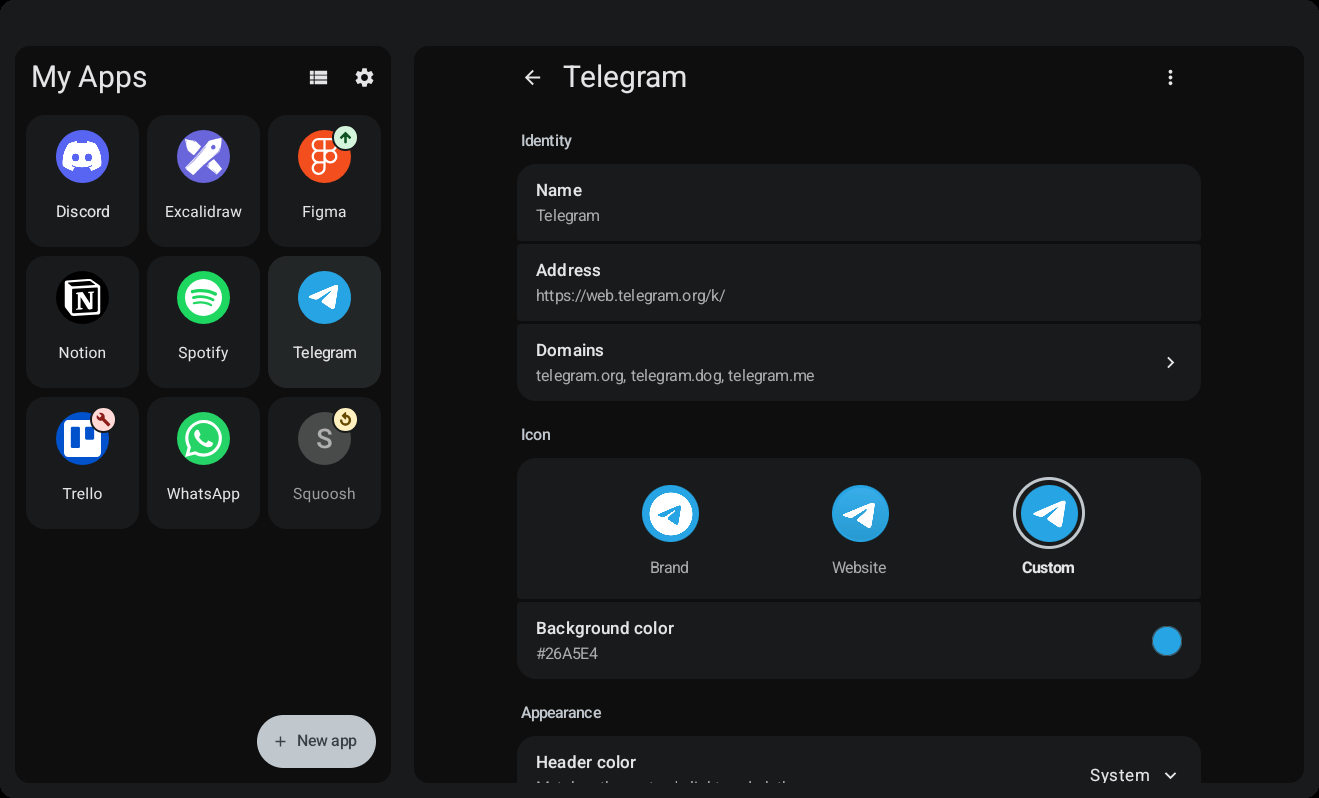 My Apps
Discord
Excalidraw
Figma
Notion
Spotify
Telegram
Trello
WhatsApp
S
Squoosh
+ New app
Telegram
Identity
Name
Telegram
Address
https://web.telegram.org/k/
Domains
telegram.org, telegram.dog, telegram.me
Icon
Brand
Website
Custom
Background color
#26A5E4
Appearance
Header color
System